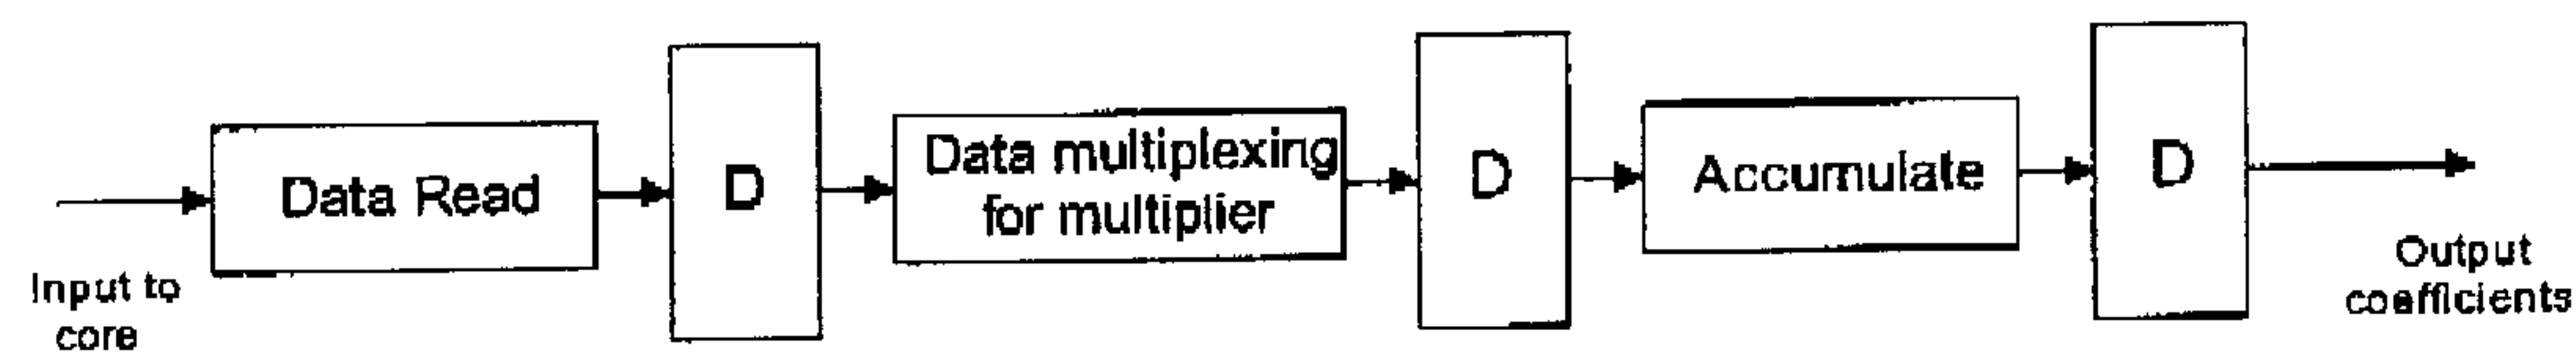 Input to
core
Data Read
D
Data multiplexing
for multiplier
D
Accumulate
D
Output
coefficients